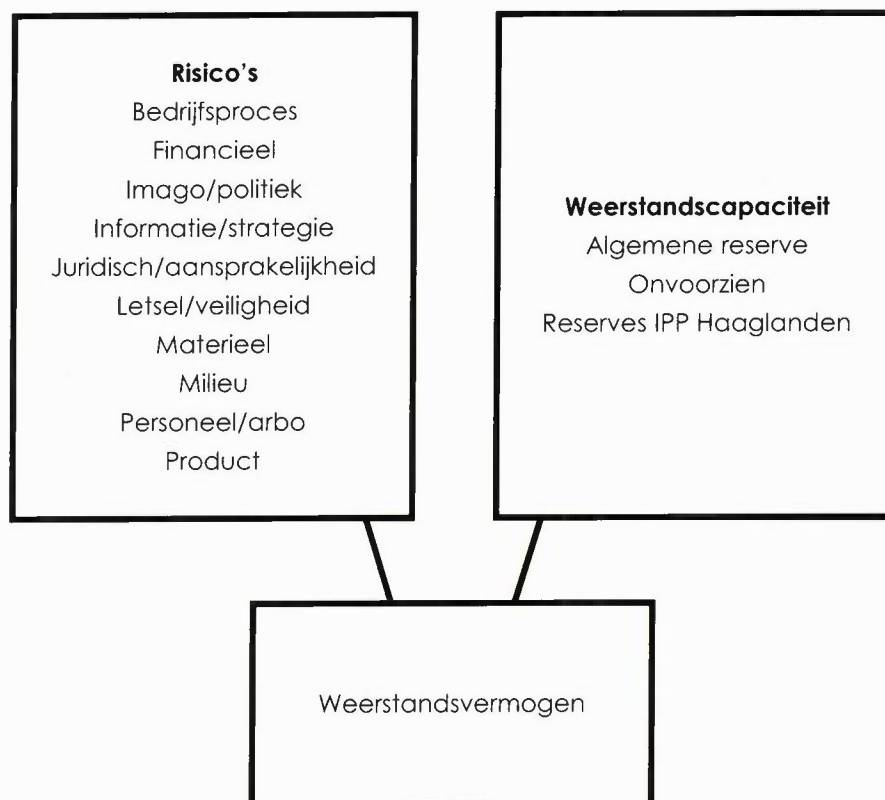 Risico's
Bedrijfsproces
Financieel
Imago/politiek
Informatie/strategie
Juridisch/aansprakelijkheid
Letsel/veiligheid
Materieel
Milieu
Personeel/arbo
Product
Weerstandscapaciteit
Algemene reserve
Onvoorzien
Reserves IPP Haaglanden
Weerstandsvermogen